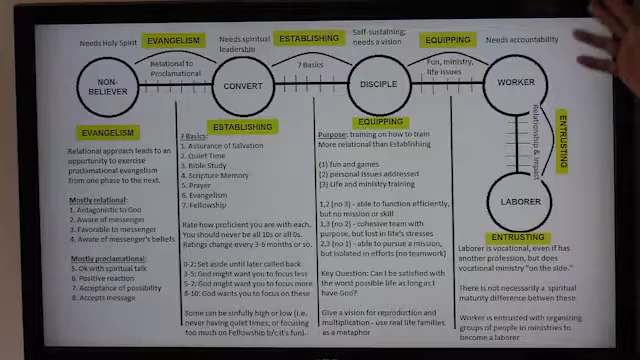 Needs Holy Spirit
EVANGELISM
Needs spiritual
leadership
ESTABLISHING
Self-sustaining,
needs a vision
EQUIPPING
Needs accountability
Relational to
Proclamational
7 Basics
Fun, ministry,
life issues
NON-
BELIEVER
CONVERT
DISCIPLE
WORKER
Relationship & impact
ENTRUSTING
LABORER
EVANGELISM
Relational approach leads to an
opportunity to exercise
proclamational evangelism
from one phase to the next.
Mostly relational:
1. Antagonistic to God
2. Aware of messenger
3. Favorable to messenger
4. Aware of messenger's beliefs
Mostly proclamational:
5. Ok with spiritual talk
6. Positive reaction
7. Acceptance of possibility
8. Accepts message
ESTABLISHING
7 Basics:
1. Assurance of Salvation
2. Quiet Time
3. Bible Study
4. Scripture Memory
5. Prayer
6. Evangelism
7. Fellowship
Rate how proficient you are with each.
You should never be all 10s or all 0s.
Ratings change every 3-6 months or so.
0-2: Set aside until later called back
3-5: God might want you to focus less
5-7: God might want you to focus more
8-10: God wants you to focus on these
Some can be sinfully high or low (i.e.
never having quiet times; or focusing
too much on Fellowship b/c it's fun).
EQUIPPING
Purpose: training on how to train
More relational than Establishing
(1) fun and games
(2) personal issues addressed
(3) Life and ministry training
1,2 (no 3) - able to function efficiently,
but no mission or skill
1,3 (no 2) - cohesive team with
purpose, but lost in life's stresses
2,3 (no 1) - able to pursue a mission,
but isolated in efforts (no teamwork)
Key Question: Can I be satisfied with
the worst possible life as long as I
have God?
Give a vision for reproduction and
multiplication - use real life families
as a metaphor
ENTRUSTING
Laborer is vocational, even if has
another profession, but does
vocational ministry "on the side."
There is not necessarily a spiritual
maturity difference between these
Worker is entrusted with organizing
groups of people in ministries to
become a laborer